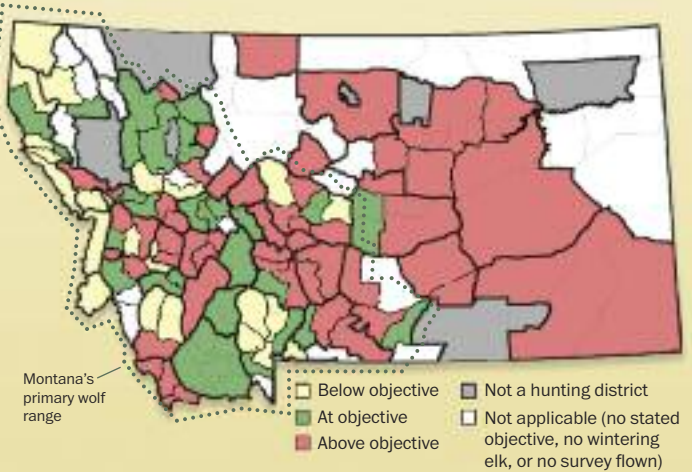 Montana's
primary wolf
range
Below objective
At objective
Above objective
Not a hunting district
Not applicable (no stated
objective, no wintering
elk, or no survey flown)